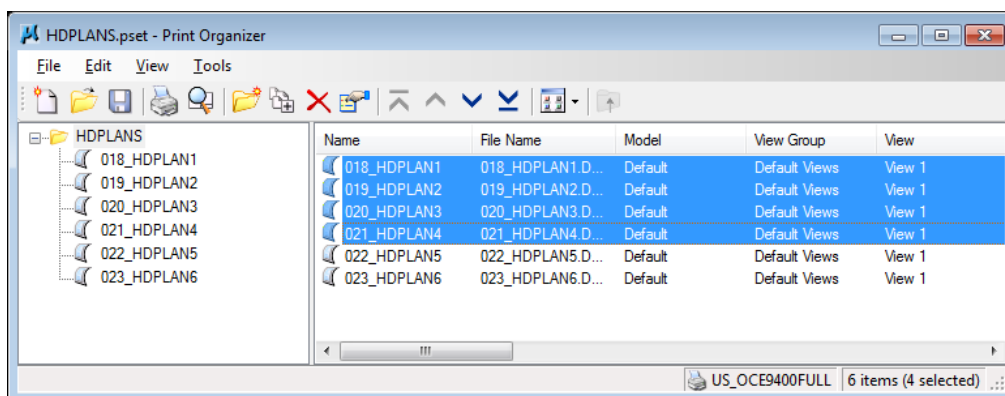 HDPLANS.pset - Print Organizer
File Edit View Tools
HDPLANS
018_HDPLAN1
019_HDPLAN2
020_HDPLAN3
021_HDPLAN4
022_HDPLAN5
023_HDPLAN6
Name File Name Model View Group View
018_HDPLAN1 018_HDPLAN1.D... Default Default Views View 1
019_HDPLAN2 019_HDPLAN2.D... Default Default Views View 1
020_HDPLAN3 020_HDPLAN3.D... Default Default Views View 1
021_HDPLAN4 021_HDPLAN4.D... Default Default Views View 1
022_HDPLAN5 022_HDPLAN5.D... Default Default Views View 1
023_HDPLAN6 023_HDPLAN6.D... Default Default Views View 1
US_OCE9400FULL 6 items (4 selected)